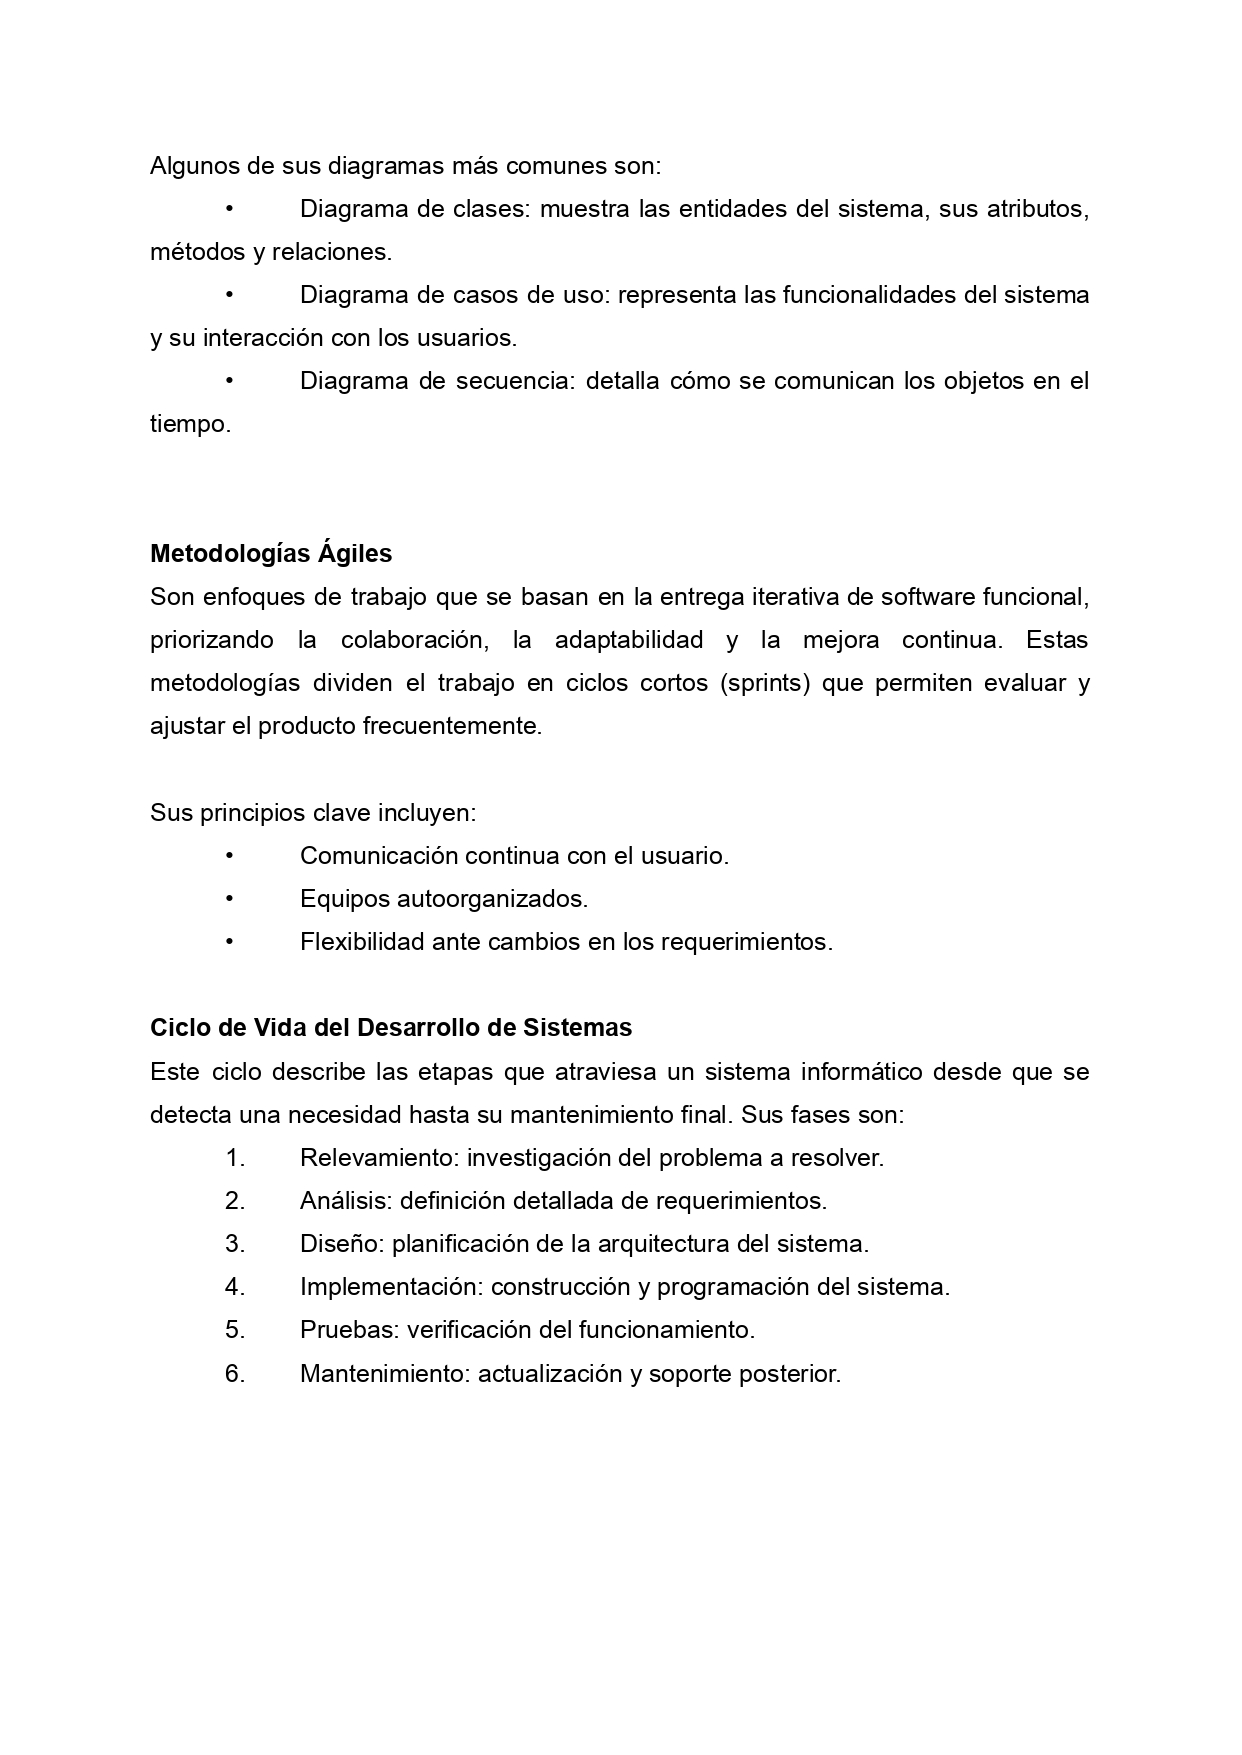 Algunos de sus diagramas más comunes son:
• Diagrama de clases: muestra las entidades del sistema, sus atributos,
métodos y relaciones.
• Diagrama de casos de uso: representa las funcionalidades del sistema
y su interacción con los usuarios.
• Diagrama de secuencia: detalla cómo se comunican los objetos en el
tiempo.
Metodologías Ágiles
Son enfoques de trabajo que se basan en la entrega iterativa de software funcional,
priorizando la colaboración, la adaptabilidad y la mejora continua. Estas
metodologías dividen el trabajo en ciclos cortos (sprints) que permiten evaluar y
ajustar el producto frecuentemente.
Sus principios clave incluyen:
• Comunicación continua con el usuario.
• Equipos autoorganizados.
• Flexibilidad ante cambios en los requerimientos.
Ciclo de Vida del Desarrollo de Sistemas
Este ciclo describe las etapas que atraviesa un sistema informático desde que se
detecta una necesidad hasta su mantenimiento final. Sus fases son:
1. Relevamiento: investigación del problema a resolver.
2. Análisis: definición detallada de requerimientos.
3. Diseño: planificación de la arquitectura del sistema.
4. Implementación: construcción y programación del sistema.
5. Pruebas: verificación del funcionamiento.
6. Mantenimiento: actualización y soporte posterior.